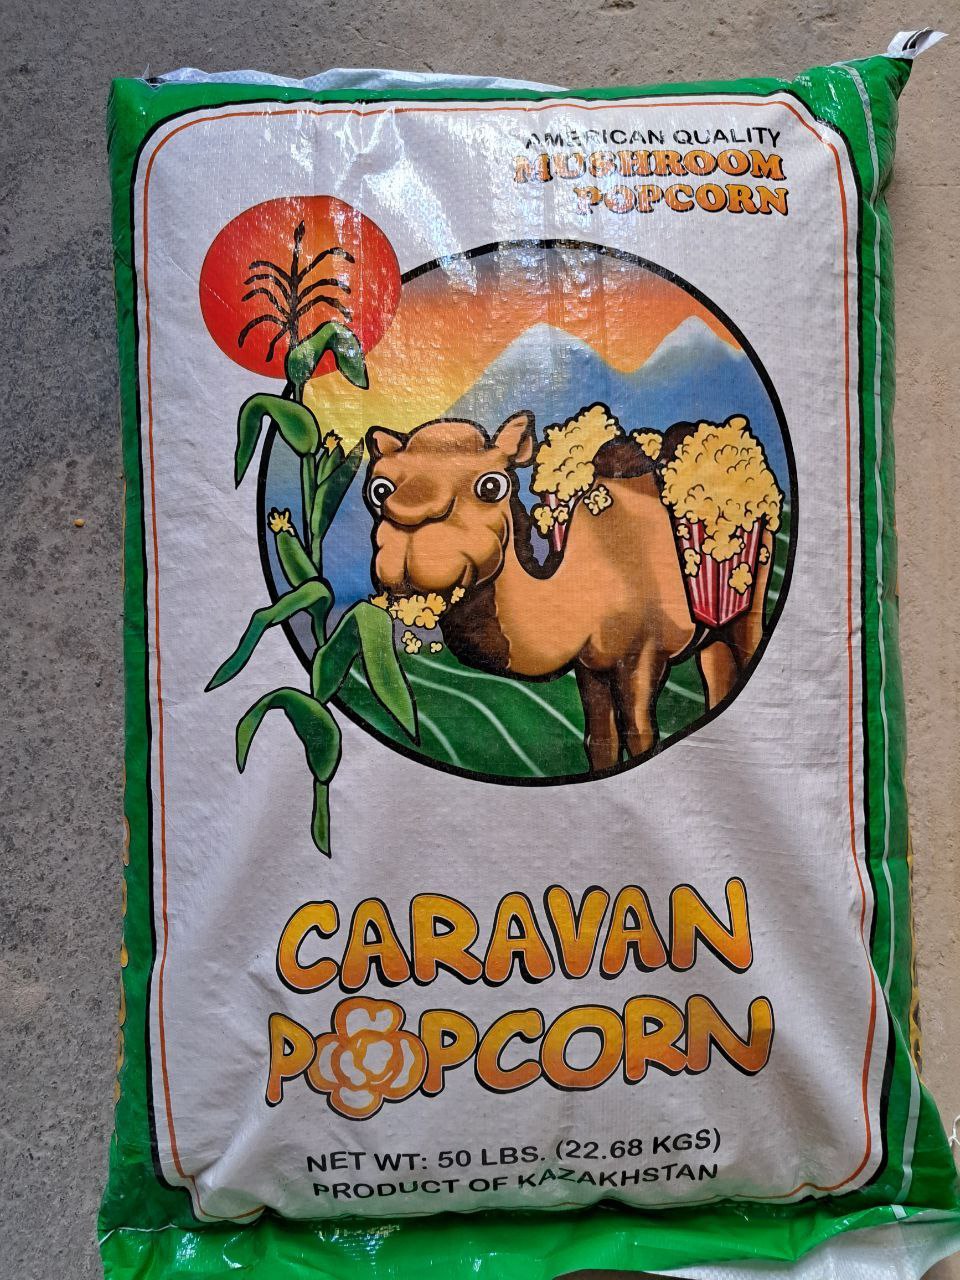 AMERICAN QUALITY
MUSHROOM
POPCORN
CARAVAN
POPCORN
NET WT: 50 LBS. (22.68 KGS)
PRODUCT OF KAZAKHSTAN